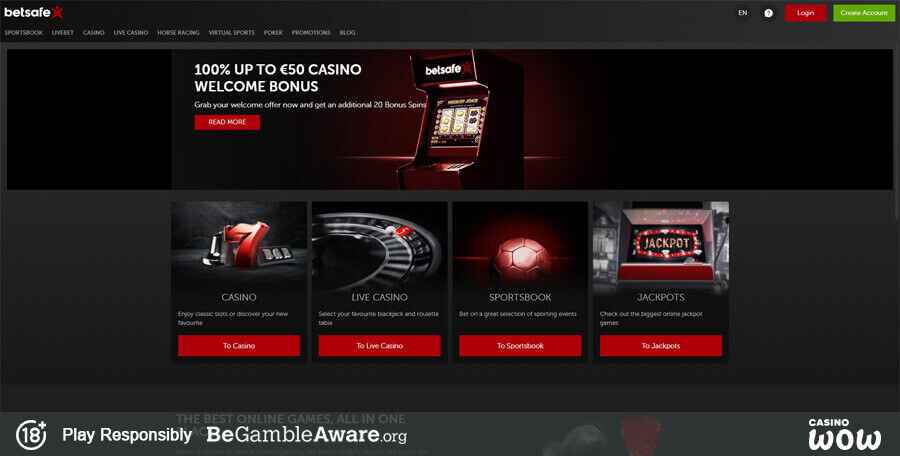 betsafe
EN
?
Login
Create Account
SPORTSBOOK LIVEBET CASINO LIVE CASINO HORSE RACING VIRTUAL SPORTS POKER PROMOTIONS BLOG
100% UP TO €50 CASINO
WELCOME BONUS
Grab your welcome offer now and get an additional 20 Bonus Spins
READ MORE
betsafe
7
JACKPOT
CASINO
Enjoy classic slots or discover your new
favourite
To Casino
LIVE CASINO
Select your favourite blackjack and roulette
table
To Live Casino
SPORTSBOOK
Bet on a great selection of sporting events
To Sportsbook
JACKPOTS
Check out the biggest online jackpot
games
To Jackpots
THE BEST ONLINE GAMES, ALL IN ONE
18+
Play Responsibly
BeGambleAware.org
CASINO
WOW